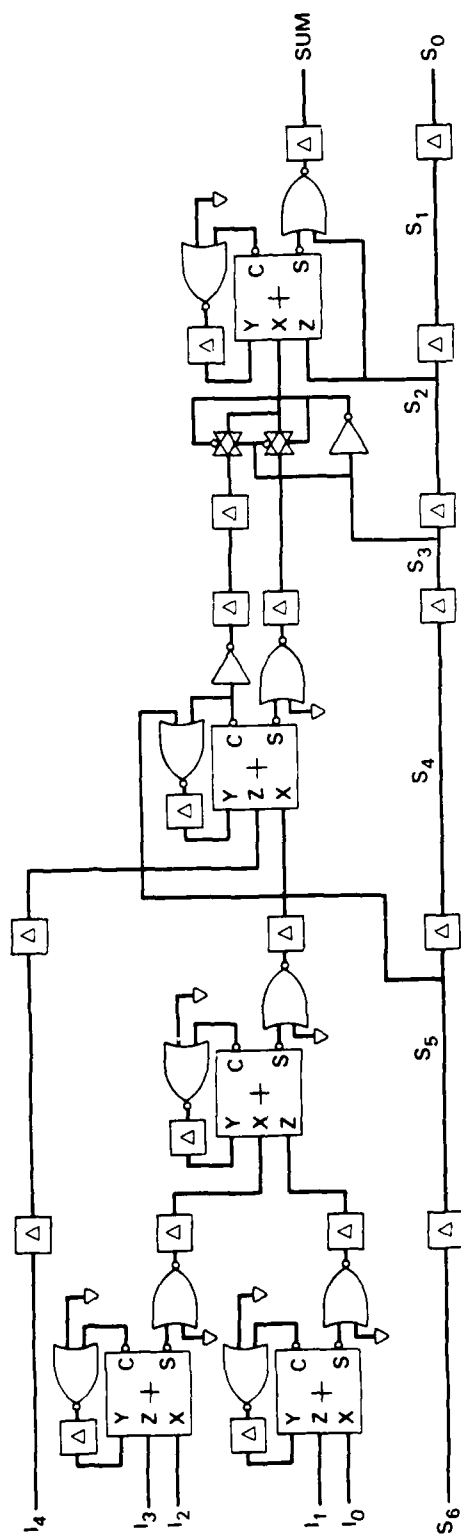 I₄ Δ Δ
Δ
Y C
I₃ Z +
I₂ X S
Δ
Δ
Y C
I₁ Z +
I₀ X S
Δ
Δ
Y C
X +
Z S
Δ
Δ
Y C
Z +
X S
Δ Δ
Δ
Δ
Y C
X +
Z S
Δ SUM
S₆ Δ S₅ Δ S₄ Δ S₃ Δ S₂ Δ S₁ Δ S₀